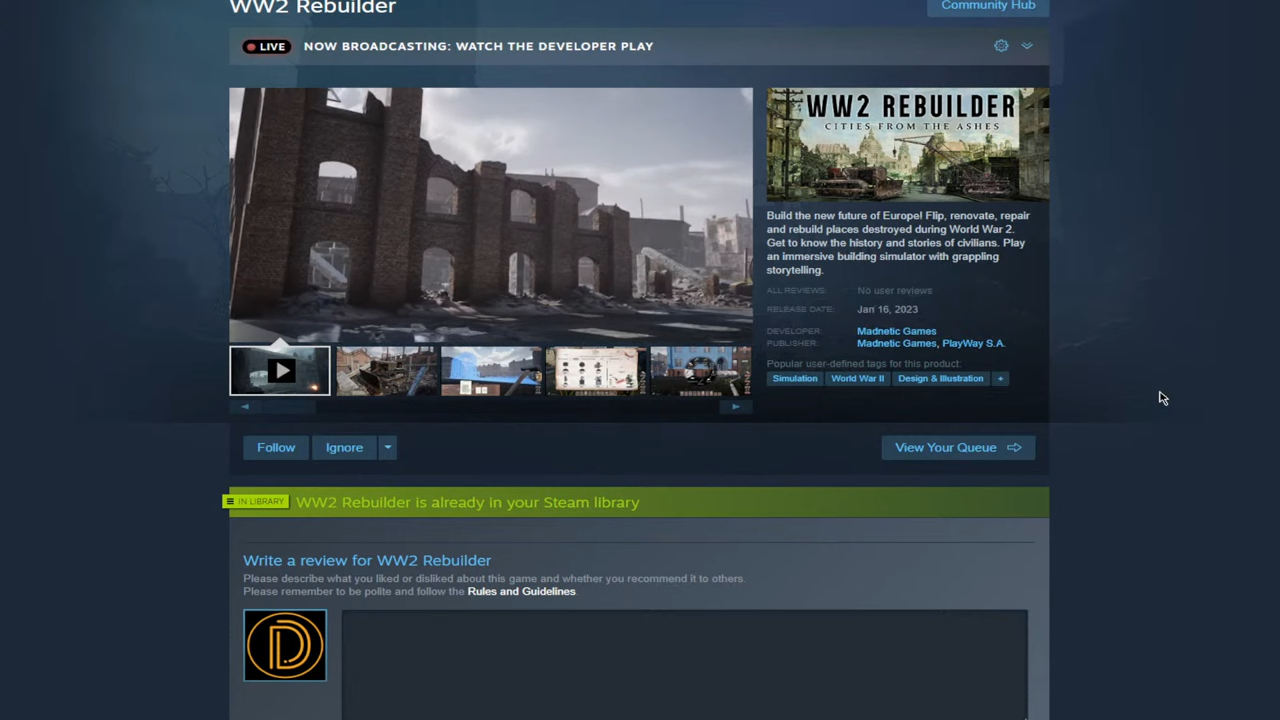 WW2 Rebuilder
Community Hub
LIVE
NOW BROADCASTING: WATCH THE DEVELOPER PLAY
WW2 REBUILDER
CITIES FROM THE ASHES
Build the new future of Europe! Flip, renovate, repair
and rebuild places destroyed during World War 2.
Get to know the history and stories of civilians. Play
an immersive building simulator with grappling
storytelling.
ALL REVIEWS: No user reviews
RELEASE DATE: Jan 16, 2023
DEVELOPER: Madnetic Games
PUBLISHER: Madnetic Games, PlayWay S.A.
Popular user-defined tags for this product:
Simulation World War II Design & Illustration +
Follow Ignore
View Your Queue
IN LIBRARY WW2 Rebuilder is already in your Steam library
Write a review for WW2 Rebuilder
Please describe what you liked or disliked about this game and whether you recommend it to others.
Please remember to be polite and follow the Rules and Guidelines.